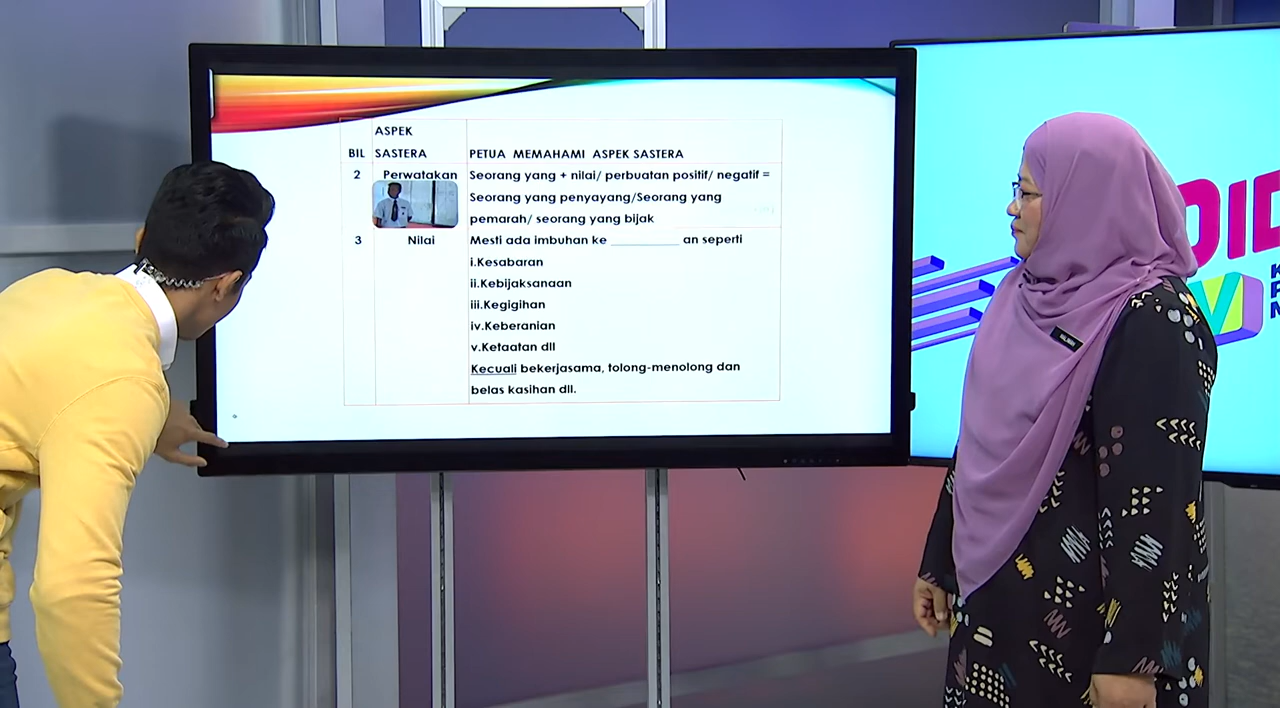 ASPEK
BIL SASTERA PETUA MEMAHAMI ASPEK SASTERA
2 Perwatakan Seorang yang + nilai/ perbuatan positif/ negatif =
Seorang yang penyayang/Seorang yang
pemarah/ seorang yang bijak
3 Nilai Mesti ada imbuhan ke __________ an seperti
i.Kesabaran
ii.Kebijaksanaan
iii.Kegigihan
iv.Keberanian
v.Ketaatan dll
Kecuali bekerjasama, tolong-menolong dan
belas kasihan dll.